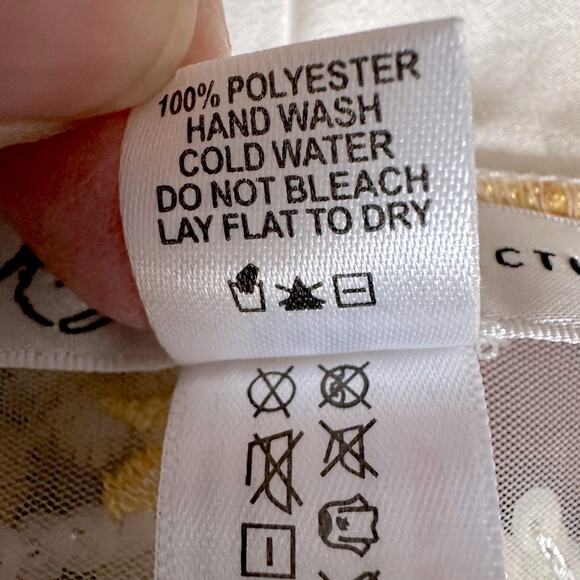 100% POLYESTER
HAND WASH
COLD WATER
DO NOT BLEACH
LAY FLAT TO DRY